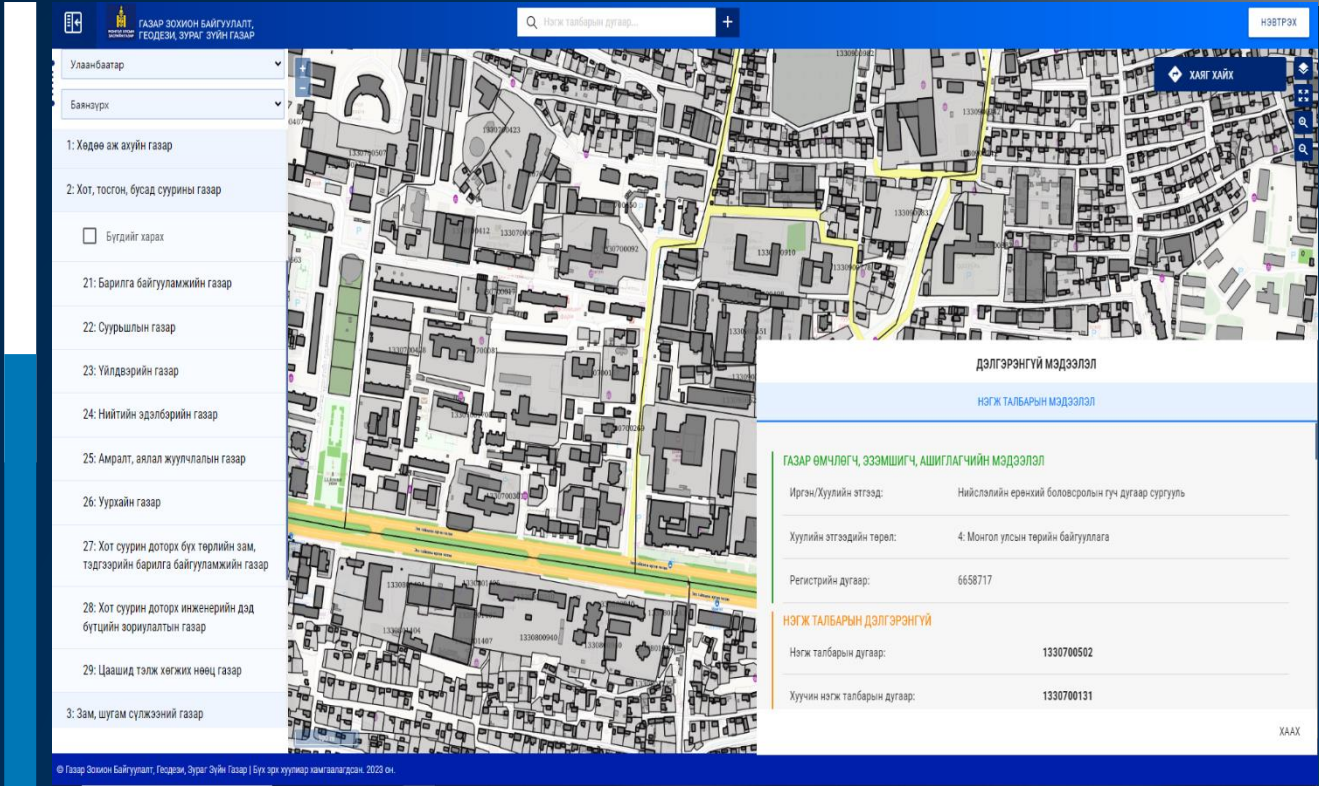 ГАЗАР ЗОХИОН БАЙГУУЛАЛТ,
ГЕОДЕЗИ, ЗУРАГ ЗҮЙН ГАЗАР
Нэгж талбарын дугаар...
+
НЭВТРЭХ
Улаанбаатар
Баянзүрх
1: Хөдөө аж ахуйн газар
2: Хот, тосгон, бусад суурины газар
Бүгдийг харах
21: Барилга байгууламжийн газар
22: Суурьшлын газар
23: Үйлдвэрийн газар
24: Нийтийн эдэлбэрийн газар
25: Амралт, аялал жуулчлалын газар
26: Уурхайн газар
27: Хот суурин доторх бүх төрлийн зам,
тэдгээрийн барилга байгууламжийн газар
28: Хот суурин доторх инженерийн дэд
бүтцийн зориулалтын газар
29: Цаашид тэлж хөгжих нөөц газар
3: Зам, шугам сүлжээний газар
+
−
ХАЯГ ХАЙХ
1330700423
1330700507
1330700092
1330801404
1330800940
ДЭЛГЭРЭНГҮЙ МЭДЭЭЛЭЛ
НЭГЖ ТАЛБАРЫН МЭДЭЭЛЭЛ
ГАЗАР ӨМЧЛӨГЧ, ЭЗЭМШИГЧ, АШИГЛАГЧИЙН МЭДЭЭЛЭЛ
Иргэн/Хуулийн этгээд: Нийслэлийн ерөнхий боловсролын гуч дугаар сургууль
Хуулийн этгээдийн төрөл: 4: Монгол улсын төрийн байгууллага
Регистрийн дугаар: 6658717
НЭГЖ ТАЛБАРЫН ДЭЛГЭРЭНГҮЙ
Нэгж талбарын дугаар: 1330700502
Хуучин нэгж талбарын дугаар: 1330700131
ХААХ
© Газар Зохион Байгуулалт, Геодези, Зураг Зүйн Газар | Бүх эрх хуулиар хамгаалагдсан. 2023 он.